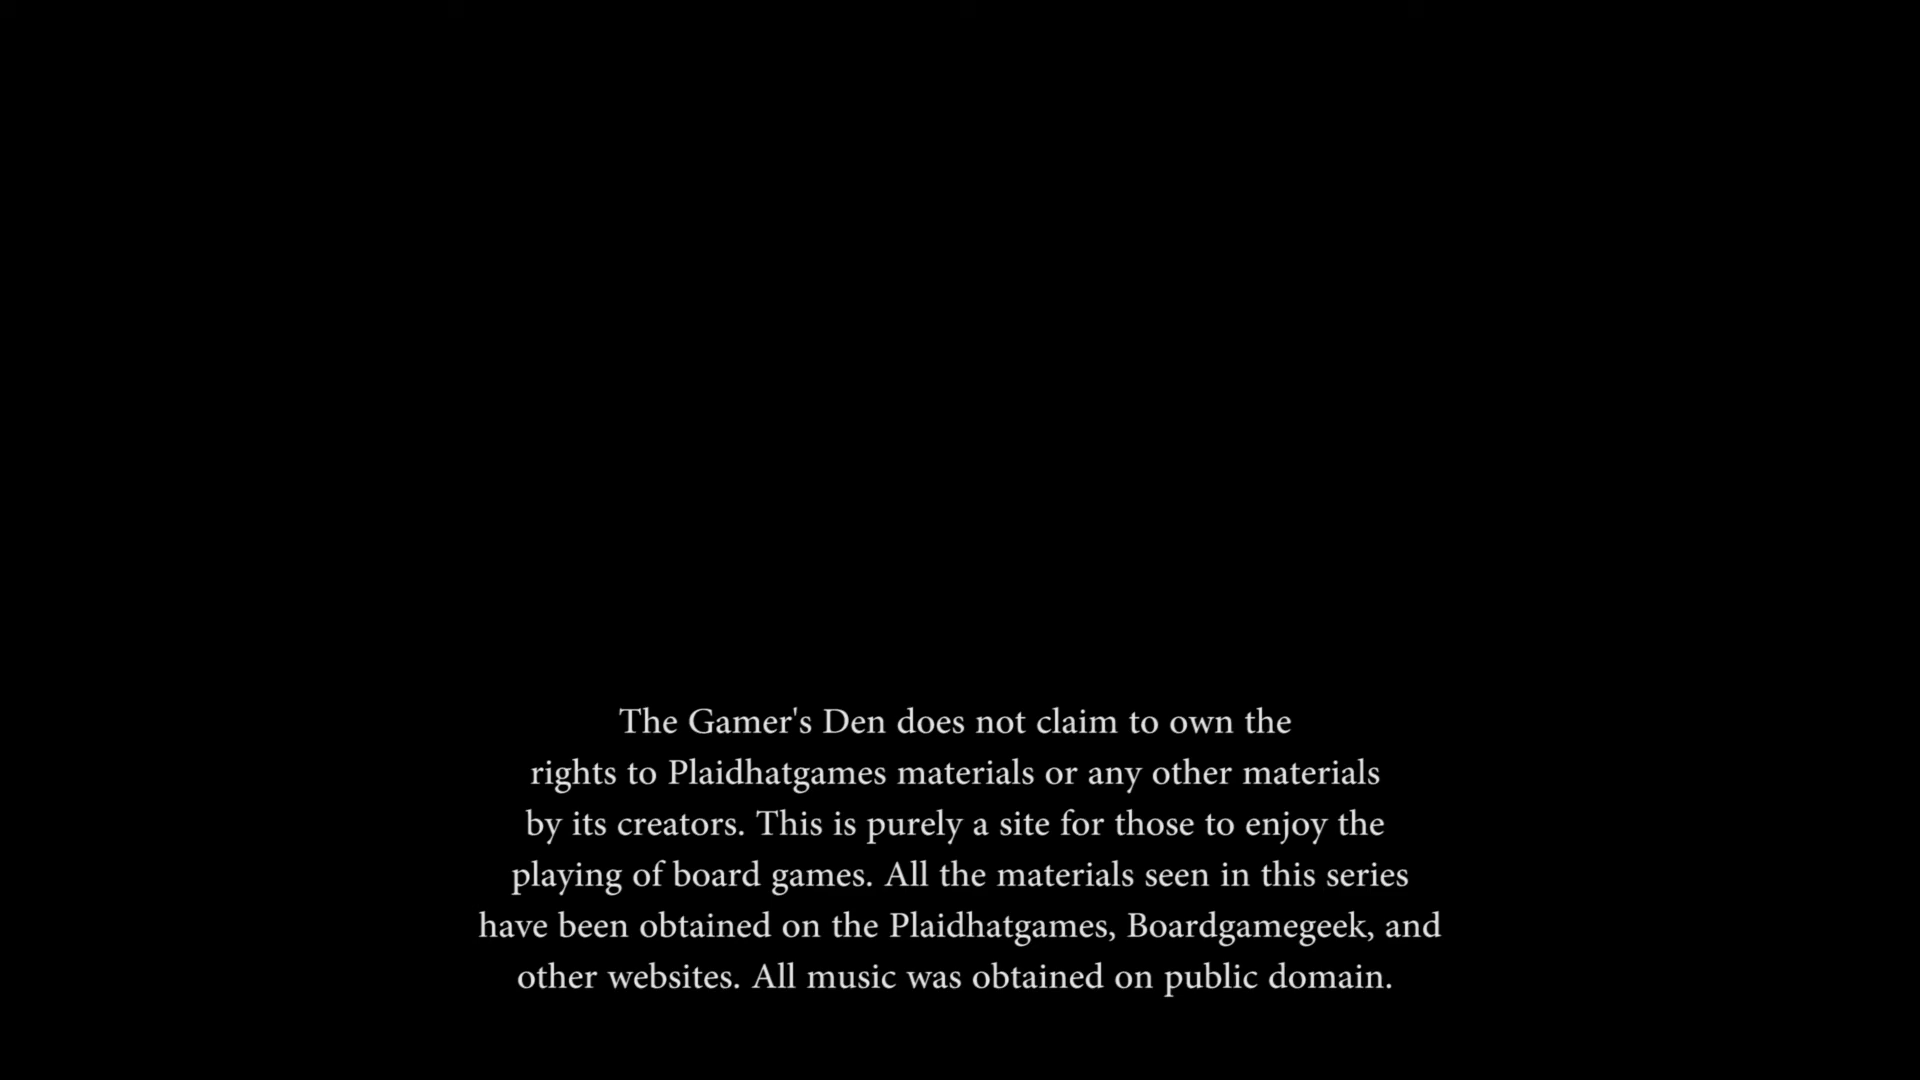 The Gamer's Den does not claim to own the
rights to Plaidhatgames materials or any other materials
by its creators. This is purely a site for those to enjoy the
playing of board games. All the materials seen in this series
have been obtained on the Plaidhatgames, Boardgamegeek, and
other websites. All music was obtained on public domain.